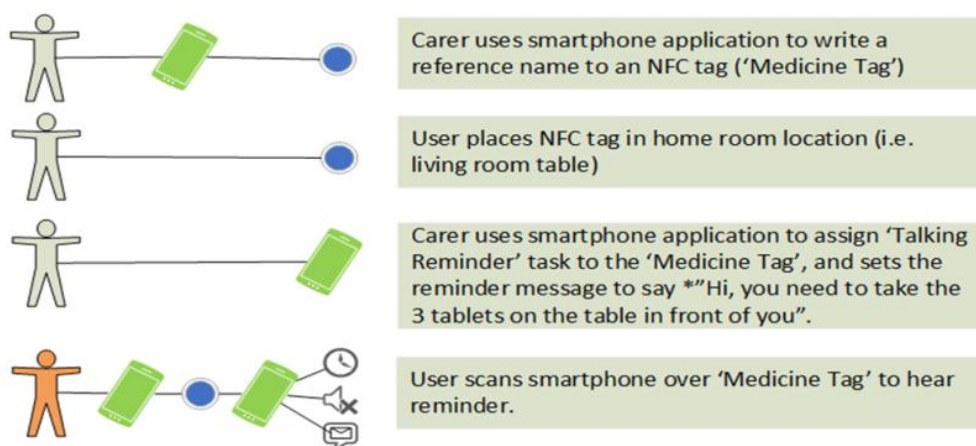 Carer uses smartphone application to write a
reference name to an NFC tag (‘Medicine Tag’)
User places NFC tag in home room location (i.e.
living room table)
Carer uses smartphone application to assign ‘Talking
Reminder’ task to the ‘Medicine Tag’, and sets the
reminder message to say *”Hi, you need to take the
3 tablets on the table in front of you”.
User scans smartphone over ‘Medicine Tag’ to hear
reminder.